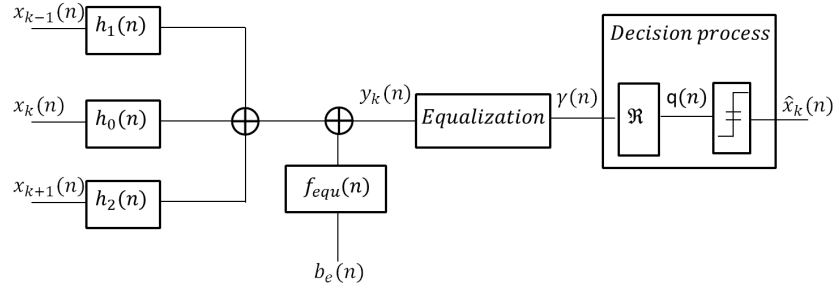 x_{k-1}(n)
h_1(n)
Decision process
x_k(n)
h_0(n)
y_k(n)
Equalization
γ(n)
ℜ
q(n)
x̂_k(n)
x_{k+1}(n)
h_2(n)
f_{equ}(n)
b_e(n)